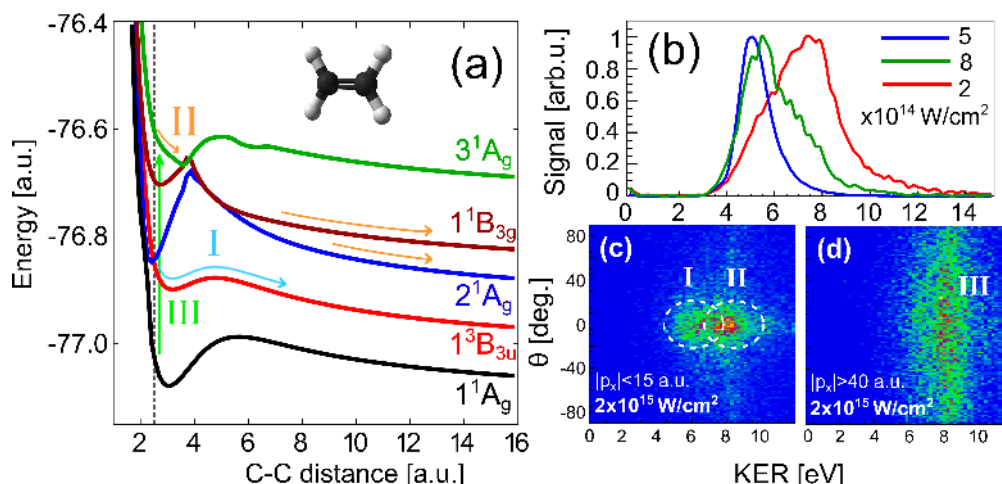 (a)
-76.4
-76.6
-76.8
-77.0
Energy [a.u.]
2 4 6 8 10 12 14 16
C-C distance [a.u.]
II
I
III
3¹A_g
1¹B_3g
2¹A_g
1³B_3u
1¹A_g
(b)
Signal [arb.u.]
1
0.8
0.6
0.4
0.2
0
0 2 4 6 8 10 12 14
5
8
2
x10¹⁴ W/cm²
(c)
I II
θ [deg.]
80
40
0
-40
-80
|pₓ|<15 a.u.
2x10¹⁵ W/cm²
0 2 4 6 8 10
(d)
III
|pₓ|>40 a.u.
2x10¹⁵ W/cm²
0 2 4 6 8 10
KER [eV]